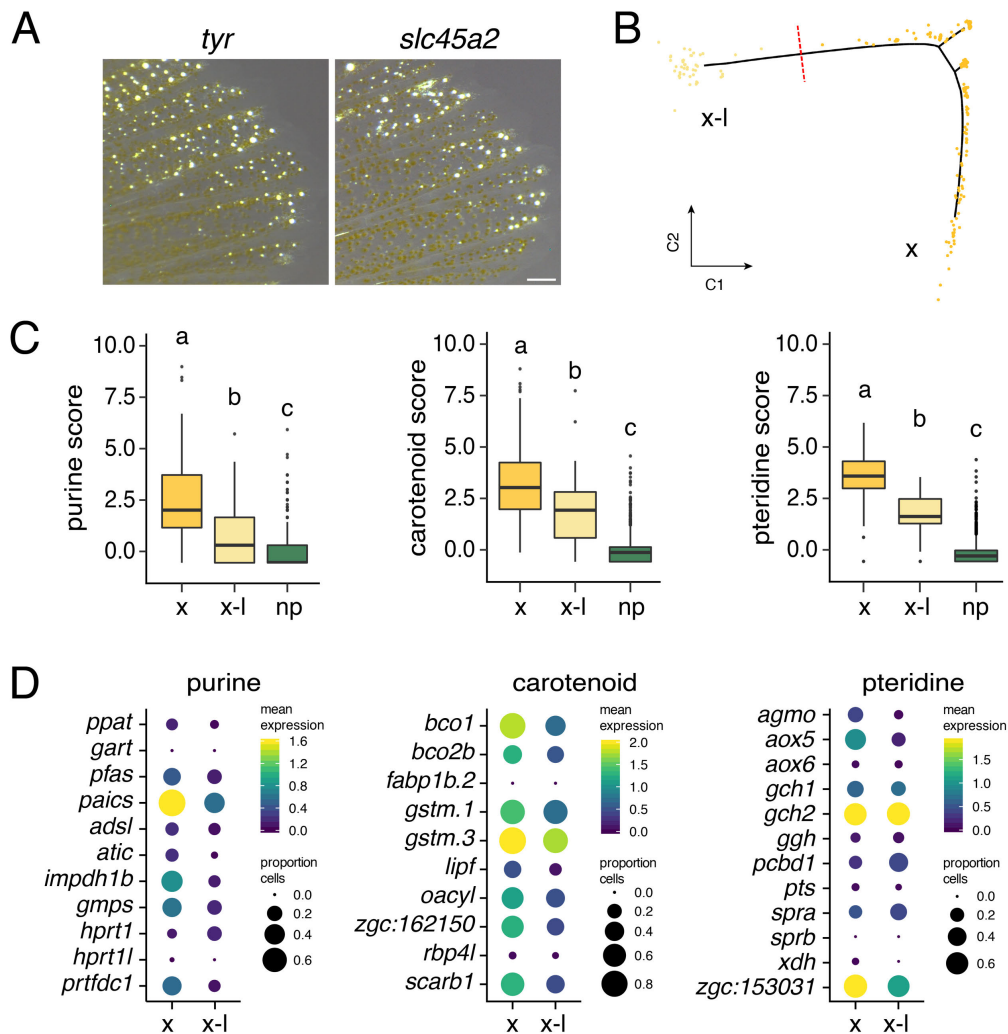 A
tyr
slc45a2
B
x-l
x
C2
C1
C
purine score
10.0
7.5
5.0
2.5
0.0
a
b
c
x
x-l
np
carotenoid score
10.0
7.5
5.0
2.5
0.0
a
b
c
x
x-l
np
pteridine score
10.0
7.5
5.0
2.5
0.0
a
b
c
x
x-l
np
D
purine
ppat
gart
pfas
paics
adsl
atic
impdh1b
gmps
hprt1
hprt1l
prtfdc1
x
x-l
mean
expression
1.6
1.2
0.8
0.4
0.0
proportion
cells
0.0
0.2
0.4
0.6
carotenoid
bco1
bco2b
fabp1b.2
gstm.1
gstm.3
lipf
oacyl
zgc:162150
rbp4l
scarb1
x
x-l
mean
expression
2.0
1.5
1.0
0.5
0.0
proportion
cells
0.0
0.2
0.4
0.6
0.8
pteridine
agmo
aox5
aox6
gch1
gch2
ggh
pcbd1
pts
spra
sprb
xdh
zgc:153031
x
x-l
mean
expression
1.5
1.0
0.5
0.0
proportion
cells
0.0
0.2
0.4
0.6